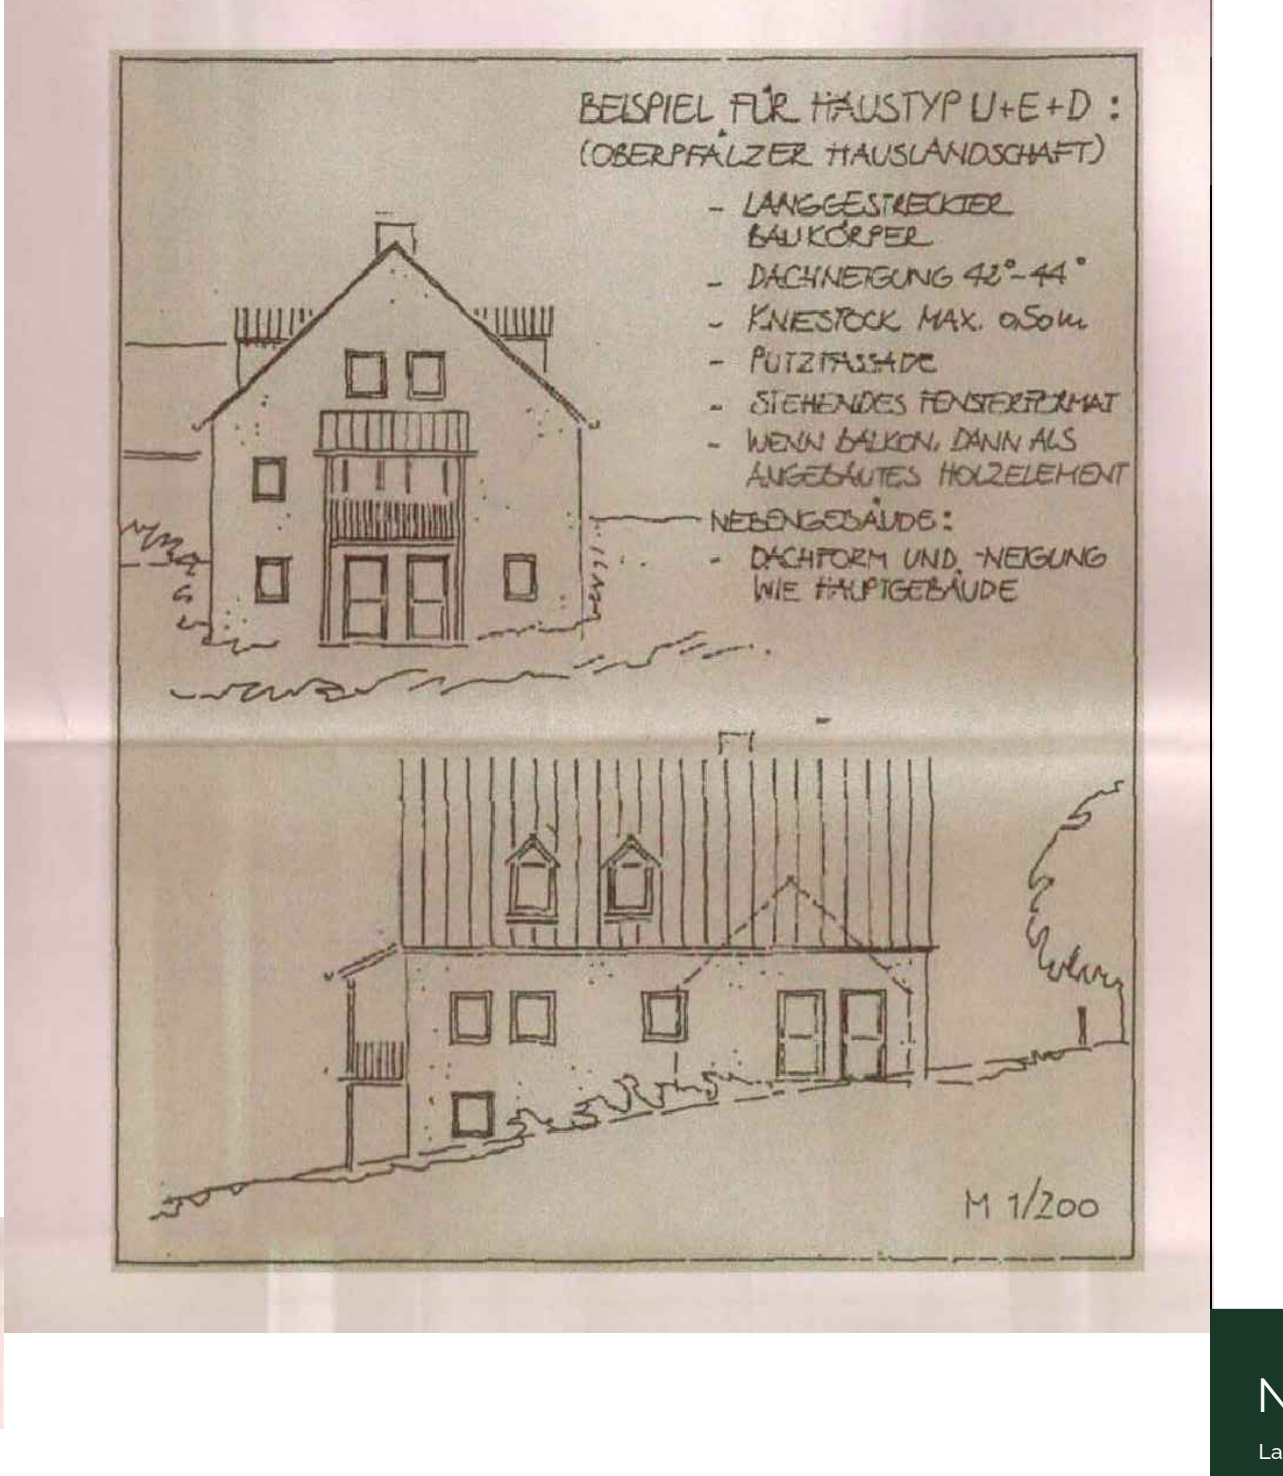 BEISPIEL FÜR HAUSTYP U+E+D :
(OBERPFÄLZER HAUSLANDSCHAFT)
- LANGGESTRECKTER
BAUKÖRPER
- DACHNEIGUNG 42°-44°
- KNIESTOCK MAX. 0,50m
- PUTZFASSADE
- STEHENDES FENSTERFORMAT
- WENN BALKON, DANN ALS
ANGEBAUTES HOLZELEMENT
NEBENGEBÄUDE:
- DACHFORM UND -NEIGUNG
WIE HAUPTGEBÄUDE
M 1/200
N
La